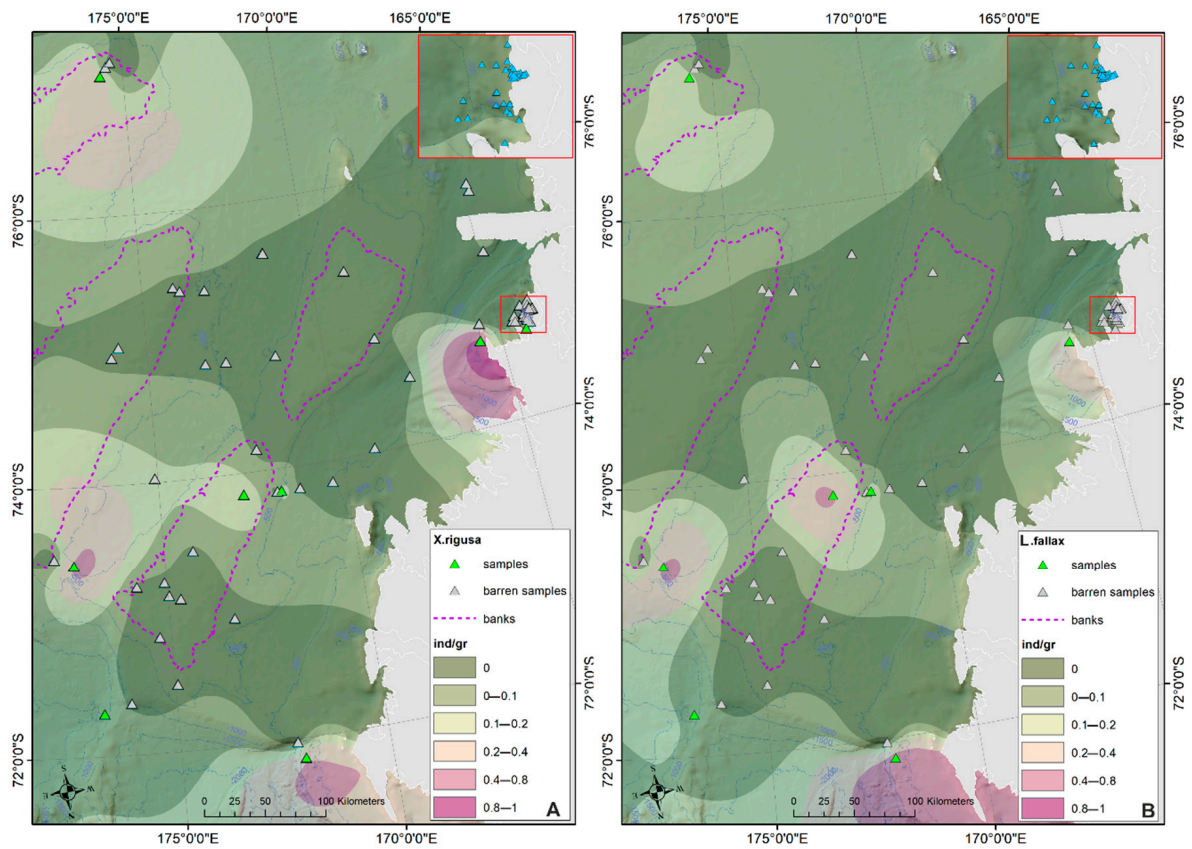 175°0'0"E 170°0'0"E 165°0'0"E 175°0'0"E 170°0'0"E 165°0'0"E
76°0'0"S 76°0'0"S
76°0'0"S 76°0'0"S
74°0'0"S 74°0'0"S
74°0'0"S 74°0'0"S
72°0'0"S 72°0'0"S
72°0'0"S 72°0'0"S
-1000
500
X.rigusa
samples
barren samples
banks
ind/gr
0
0—0.1
0.1—0.2
0.2—0.4
0.4—0.8
0.8—1
A
S
N
0 25 50 100 Kilometers
-1000
500
L.fallax
samples
barren samples
banks
ind/gr
0
0—0.1
0.1—0.2
0.2—0.4
0.4—0.8
0.8—1
B
S
N
0 25 50 100 Kilometers
175°0'0"E 170°0'0"E 175°0'0"E 170°0'0"E